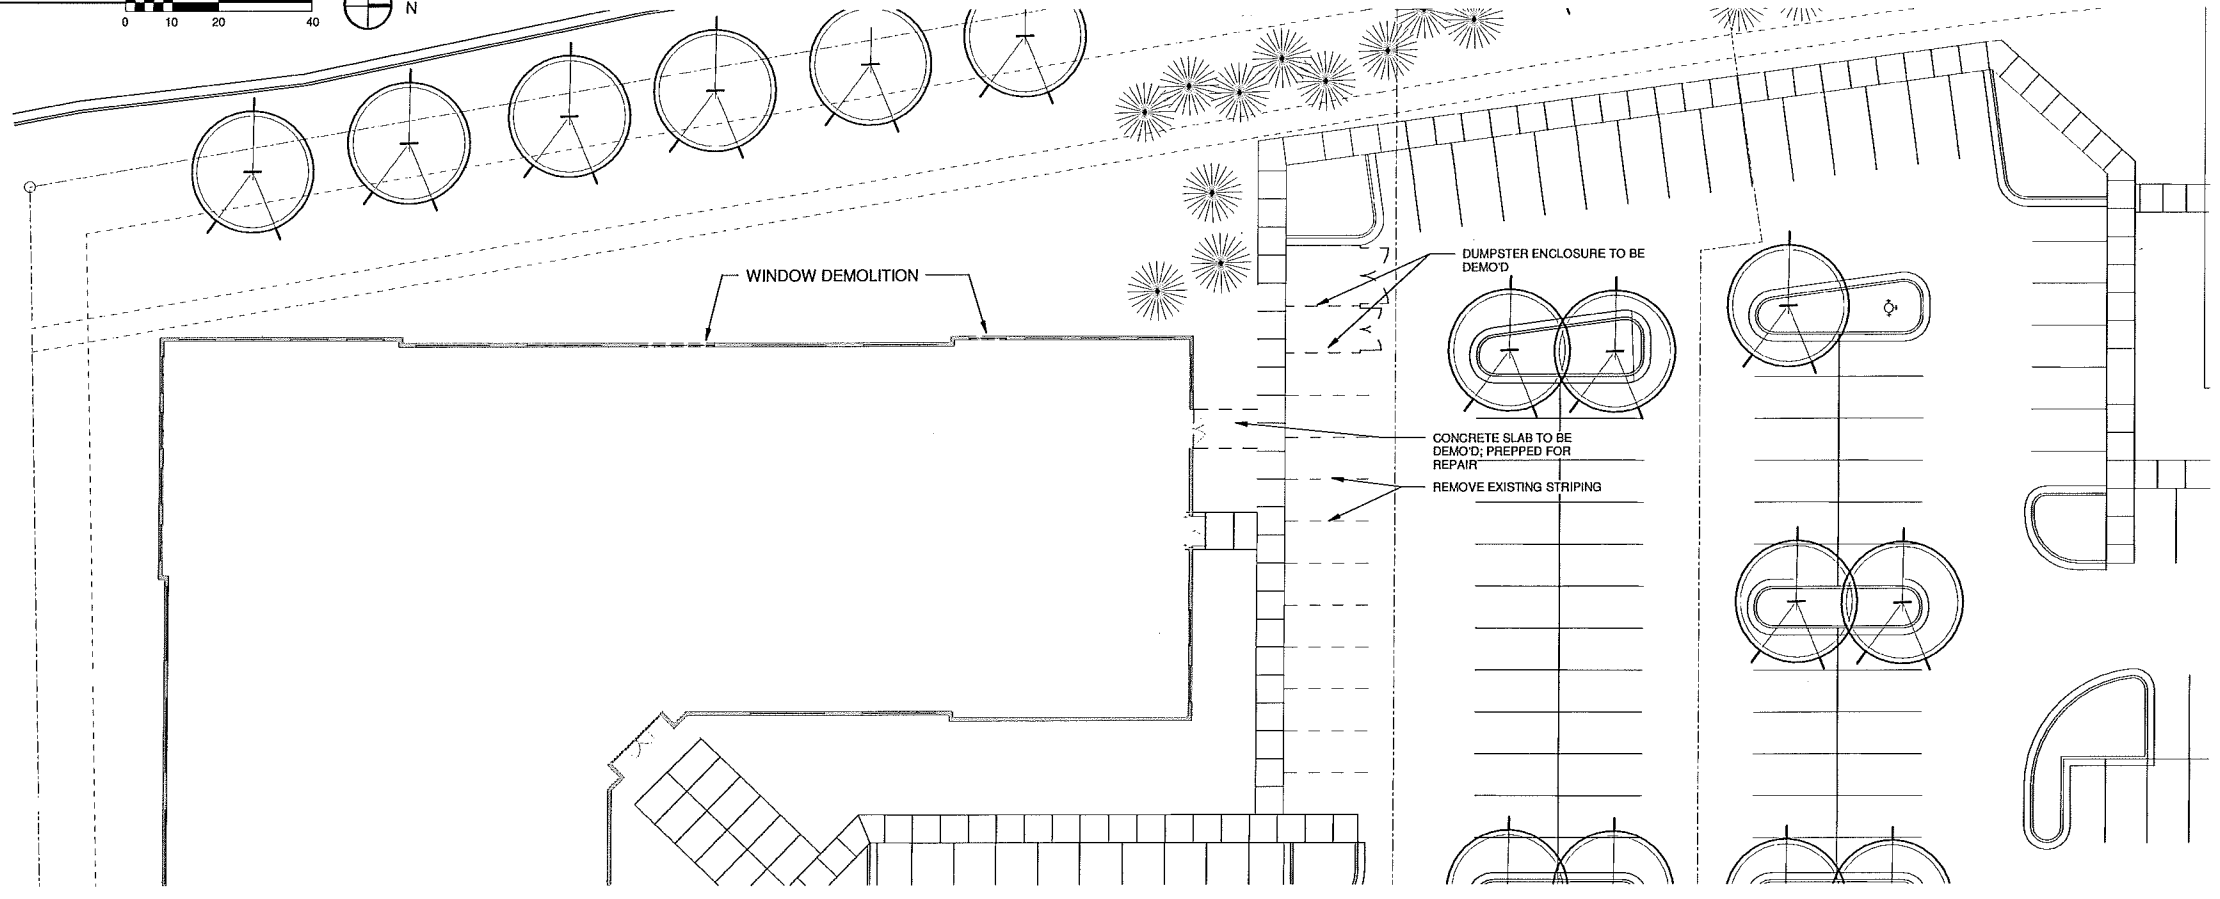 0 10 20 40 N
WINDOW DEMOLITION
DUMPSTER ENCLOSURE TO BE
DEMO'D
CONCRETE SLAB TO BE
DEMO'D; PREPPED FOR
REPAIR
REMOVE EXISTING STRIPING